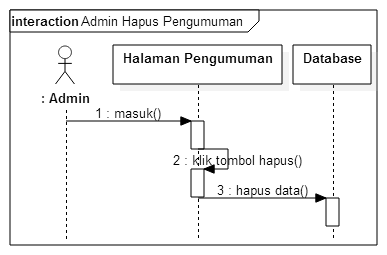 interaction Admin Hapus Pengumuman
Halaman Pengumuman
Database
: Admin
1 : masuk()
2 : klik tombol hapus()
3 : hapus data()